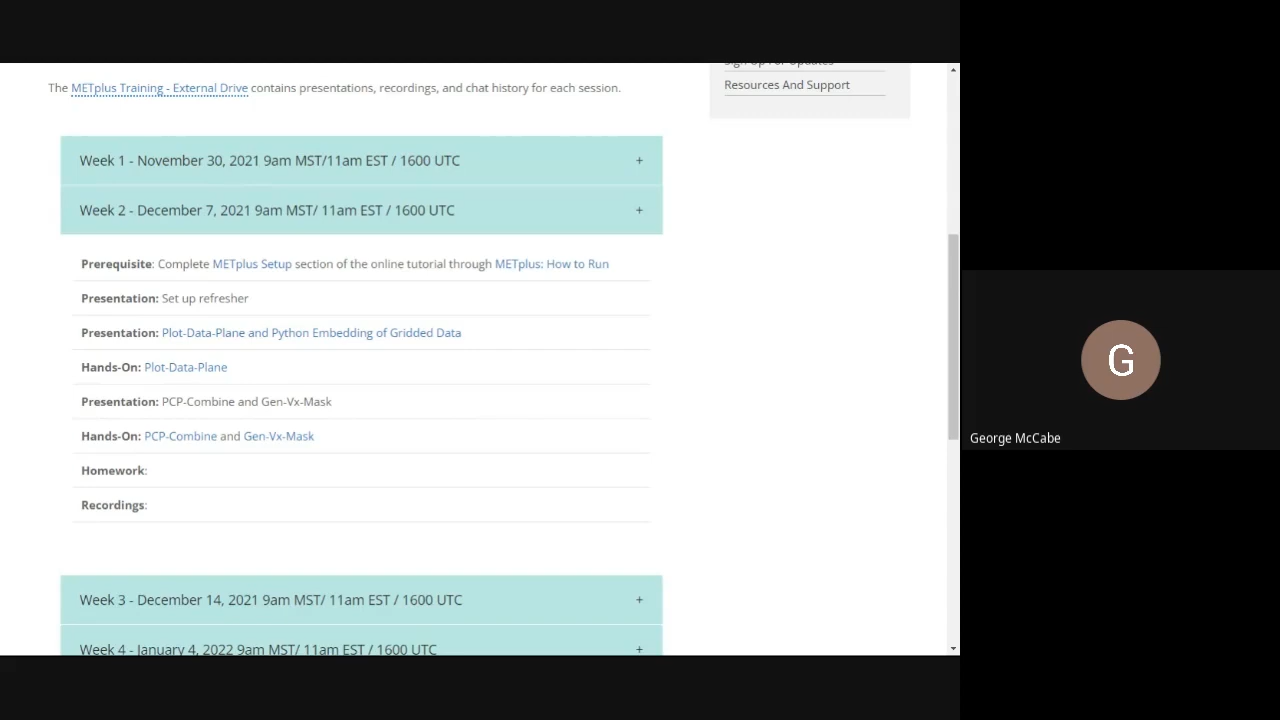 Sign Up For Updates
The METplus Training - External Drive contains presentations, recordings, and chat history for each session.
Resources And Support
Week 1 - November 30, 2021 9am MST/11am EST / 1600 UTC
+
Week 2 - December 7, 2021 9am MST/ 11am EST / 1600 UTC
+
Prerequisite: Complete METplus Setup section of the online tutorial through METplus: How to Run
Presentation: Set up refresher
Presentation: Plot-Data-Plane and Python Embedding of Gridded Data
Hands-On: Plot-Data-Plane
Presentation: PCP-Combine and Gen-Vx-Mask
Hands-On: PCP-Combine and Gen-Vx-Mask
Homework:
Recordings:
Week 3 - December 14, 2021 9am MST/ 11am EST / 1600 UTC
+
Week 4 - January 4, 2022 9am MST/ 11am EST / 1600 UTC
+
G
George McCabe